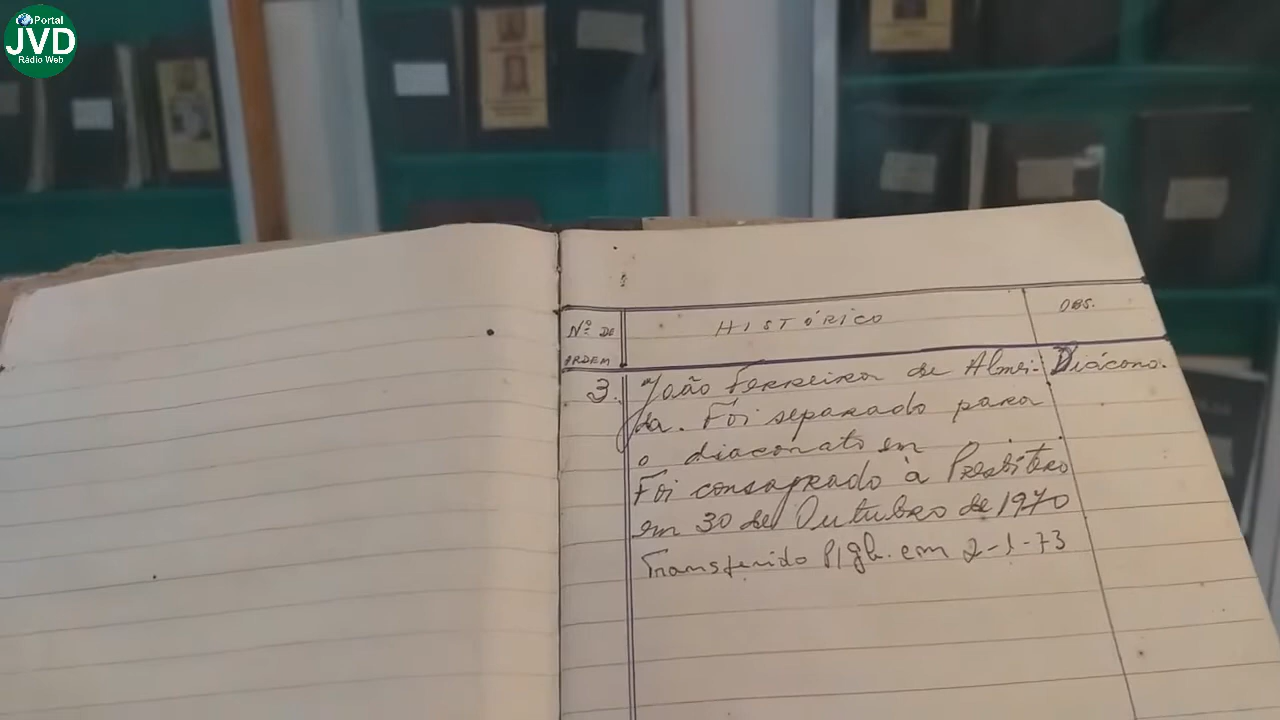 Portal
JVD
Rádio Web
Nº DE
ORDEM
HISTÓRICO
OBS.
3. João Ferreira de Almei- Diácono.
da. Foi separado para
o diaconato em
Foi consagrado à Presbítero
em 30 de Outubro de 1970
Transferido P/gb. em 2-1-73